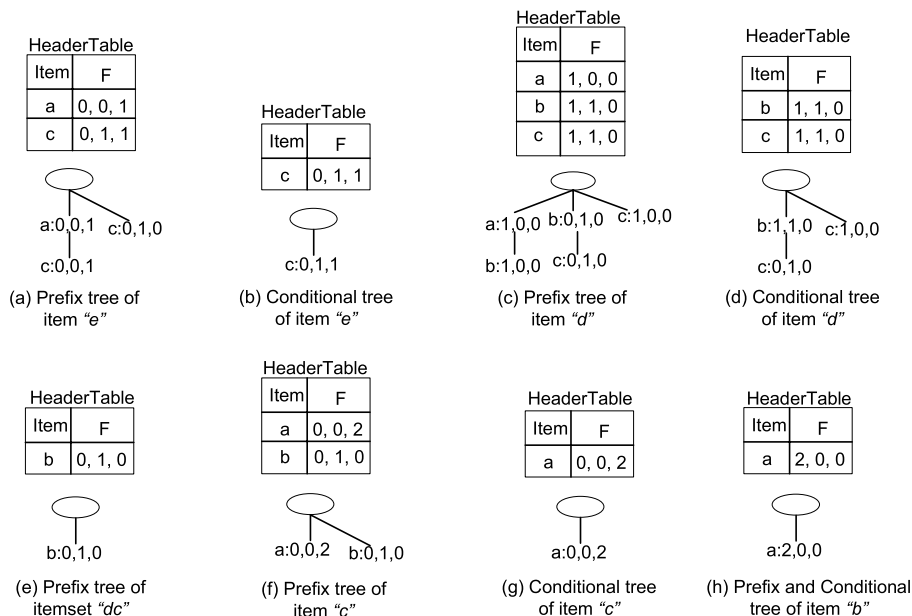 HeaderTable
Item F
a 0, 0, 1
c 0, 1, 1
a:0,0,1
c:0,1,0
c:0,0,1
(a) Prefix tree of
item “e”
HeaderTable
Item F
c 0, 1, 1
c:0,1,1
(b) Conditional tree
of item “e”
HeaderTable
Item F
a 1, 0, 0
b 1, 1, 0
c 1, 1, 0
a:1,0,0 b:0,1,0 c:1,0,0
b:1,0,0 c:0,1,0
(c) Prefix tree of
item “d”
HeaderTable
Item F
b 1, 1, 0
c 1, 1, 0
b:1,1,0 c:1,0,0
c:0,1,0
(d) Conditional tree
of item “d”
HeaderTable
Item F
b 0, 1, 0
b:0,1,0
(e) Prefix tree of
itemset “dc”
HeaderTable
Item F
a 0, 0, 2
b 0, 1, 0
a:0,0,2 b:0,1,0
(f) Prefix tree of
item “c”
HeaderTable
Item F
a 0, 0, 2
a:0,0,2
(g) Conditional tree
of item “c”
HeaderTable
Item F
a 2, 0, 0
a:2,0,0
(h) Prefix and Conditional
tree of item “b”